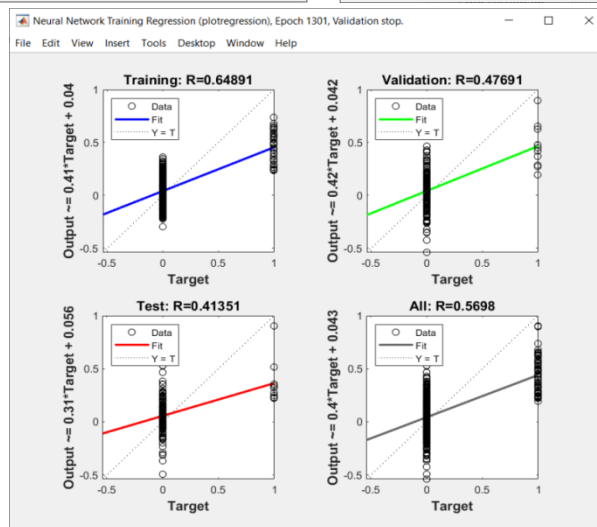 Neural Network Training Regression (plotregression), Epoch 1301, Validation stop.
File Edit View Insert Tools Desktop Window Help
Training: R=0.64891
Output ~= 0.41*Target + 0.04
1
0.5
0
-0.5
Data
Fit
Y = T
-0.5 0 0.5 1
Target
Validation: R=0.47691
Output ~= 0.42*Target + 0.042
1
0.5
0
-0.5
Data
Fit
Y = T
-0.5 0 0.5 1
Target
Test: R=0.41351
Output ~= 0.31*Target + 0.056
1
0.5
0
-0.5
Data
Fit
Y = T
-0.5 0 0.5 1
Target
All: R=0.5698
Output ~= 0.4*Target + 0.043
1
0.5
0
-0.5
Data
Fit
Y = T
-0.5 0 0.5 1
Target